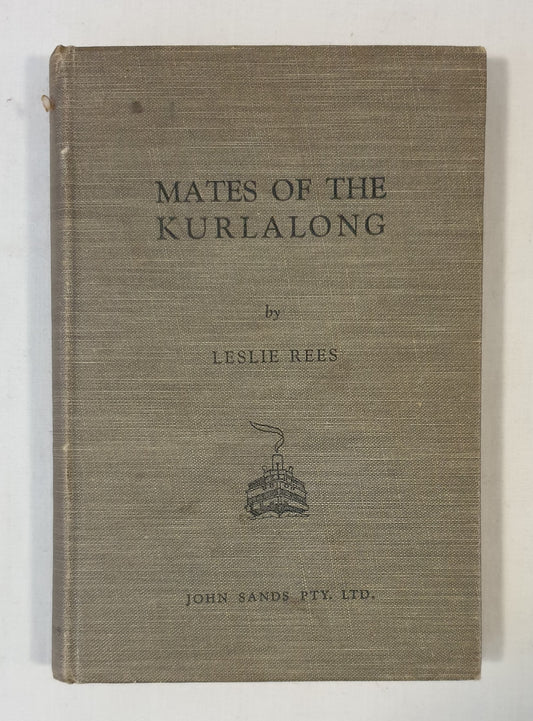 MATES OF THE
KURLALONG
by
LESLIE REES
JOHN SANDS PTY. LTD.